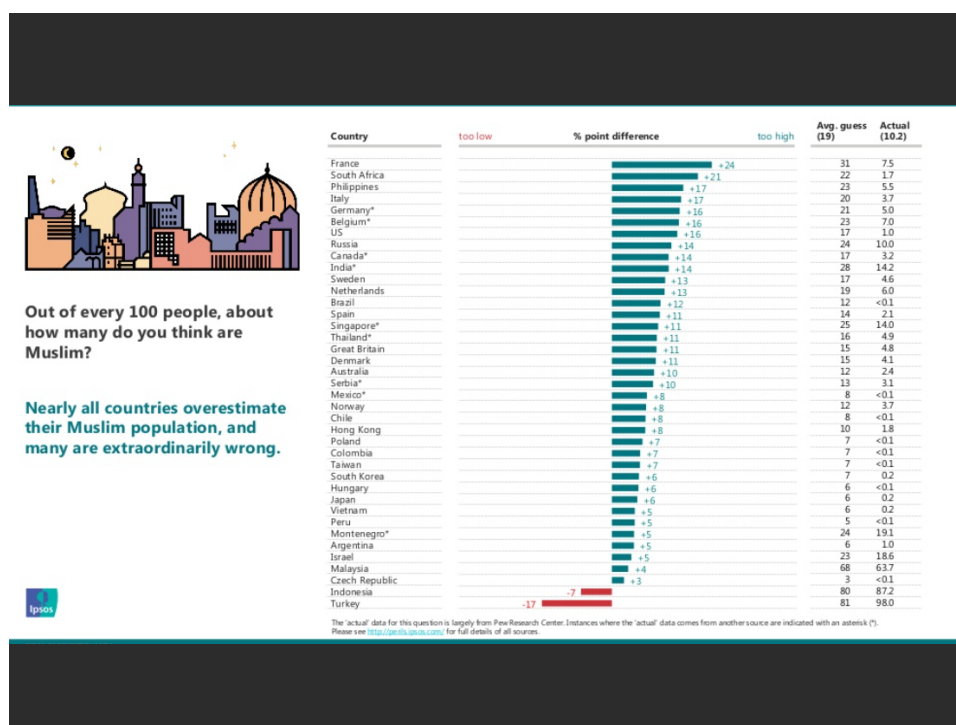 Country too low % point difference too high Avg. guess (19) Actual (10.2)
France +24 31 7.5
South Africa +21 22 1.7
Philippines +17 23 5.5
Italy +17 20 3.7
Germany* +16 21 5.0
Belgium* +16 23 7.0
US +16 17 1.0
Russia +14 24 10.0
Canada* +14 17 3.2
India* +14 28 14.2
Sweden +13 17 4.6
Netherlands +13 19 6.0
Brazil +12 12 <0.1
Spain +11 14 2.1
Singapore* +11 25 14.0
Thailand* +11 16 4.9
Great Britain +11 15 4.8
Denmark +11 15 4.1
Australia +10 12 2.4
Serbia* +10 13 3.1
Mexico* +8 8 <0.1
Norway +8 12 3.7
Chile +8 8 <0.1
Hong Kong +8 10 1.8
Poland +7 7 <0.1
Colombia +7 7 <0.1
Taiwan +7 7 <0.1
South Korea +6 7 0.2
Hungary +6 6 <0.1
Japan +6 6 0.2
Vietnam +5 6 0.2
Peru +5 5 <0.1
Montenegro* +5 24 19.1
Argentina +5 6 1.0
Israel +5 23 18.6
Malaysia +4 68 63.7
Czech Republic +3 3 <0.1
Indonesia -7 80 87.2
Turkey -17 81 98.0
Out of every 100 people, about
how many do you think are
Muslim?
Nearly all countries overestimate
their Muslim population, and
many are extraordinarily wrong.
Ipsos
The 'actual' data for this question is largely from Pew Research Center. Instances where the 'actual' data comes from another source are indicated with an asterisk (*).
Please see http://perils.ipsos.com/ for full details of all sources.